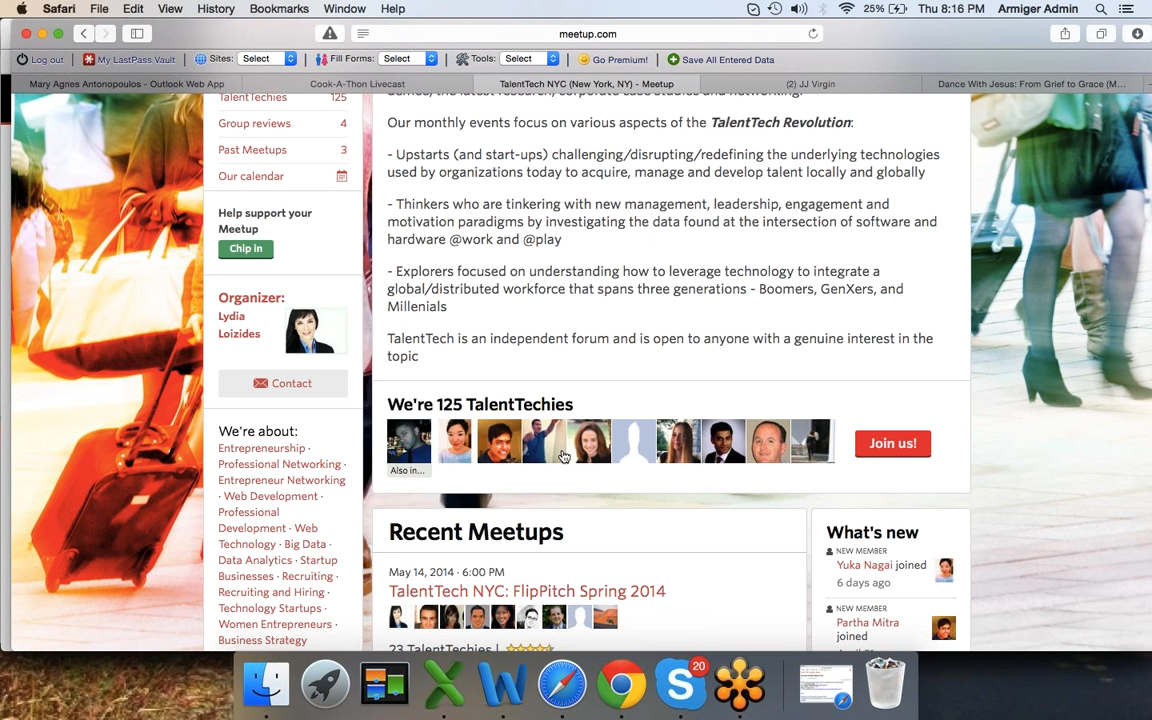 Safari File Edit View History Bookmarks Window Help 25% Thu 8:16 PM Armiger Admin
meetup.com
Log out My LastPass Vault Sites: Select Fill Forms: Select Tools: Select Go Premium! Save All Entered Data
Mary Agnes Antonopoulos - Outlook Web App Cook-A-Thon Livecast TalentTech NYC (New York, NY) - Meetup (2) JJ Virgin Dance With Jesus: From Grief to Grace (M...
TalentTechies 125
Group reviews 4
Past Meetups 3
Our calendar
Help support your
Meetup
Chip in
Organizer:
Lydia
Loizides
Contact
We're about:
Entrepreneurship ·
Professional Networking ·
Entrepreneur Networking
· Web Development ·
Professional
Development · Web
Technology · Big Data ·
Data Analytics · Startup
Businesses · Recruiting ·
Recruiting and Hiring ·
Technology Startups ·
Women Entrepreneurs ·
Business Strategy
Our monthly events focus on various aspects of the TalentTech Revolution:
- Upstarts (and start-ups) challenging/disrupting/redefining the underlying technologies
used by organizations today to acquire, manage and develop talent locally and globally
- Thinkers who are tinkering with new management, leadership, engagement and
motivation paradigms by investigating the data found at the intersection of software and
hardware @work and @play
- Explorers focused on understanding how to leverage technology to integrate a
global/distributed workforce that spans three generations - Boomers, GenXers, and
Millenials
TalentTech is an independent forum and is open to anyone with a genuine interest in the
topic
We're 125 TalentTechies
Also in...
Join us!
Recent Meetups
May 14, 2014 · 6:00 PM
TalentTech NYC: FlipPitch Spring 2014
23 TalentTechies |
What's new
NEW MEMBER
Yuka Nagai joined
6 days ago
NEW MEMBER
Partha Mitra
joined
20